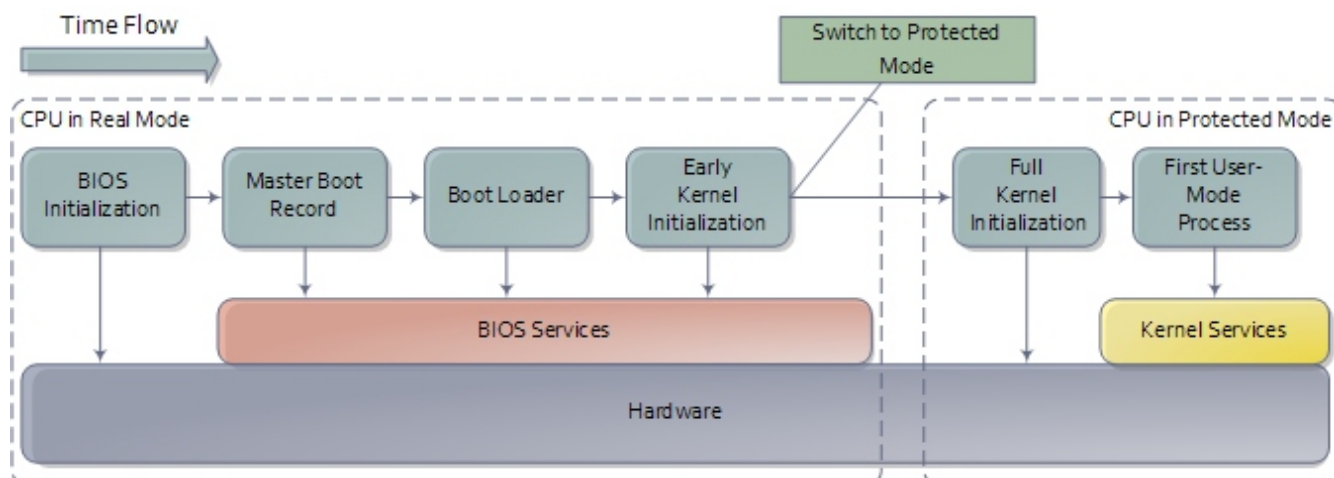 Time Flow
Switch to Protected
Mode
CPU in Real Mode
CPU in Protected Mode
BIOS
Initialization
Master Boot
Record
Boot Loader
Early
Kernel
Initialization
Full
Kernel
Initialization
First User-
Mode
Process
BIOS Services
Kernel Services
Hardware